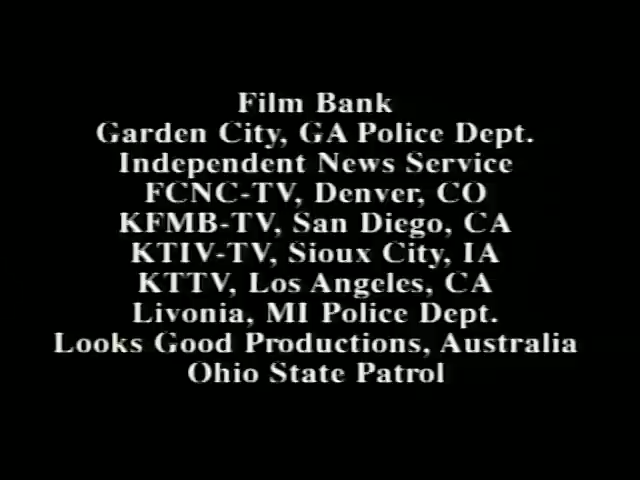 Film Bank
Garden City, GA Police Dept.
Independent News Service
FCNC-TV, Denver, CO
KFMB-TV, San Diego, CA
KTIV-TV, Sioux City, IA
KTTV, Los Angeles, CA
Livonia, MI Police Dept.
Looks Good Productions, Australia
Ohio State Patrol